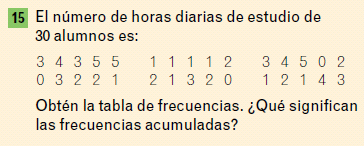 15 El número de horas diarias de estudio de
30 alumnos es:
3 4 3 5 5 1 1 1 1 2 3 4 5 0 2
0 3 2 2 1 2 1 3 2 0 1 2 1 4 3
Obtén la tabla de frecuencias. ¿Qué significan
las frecuencias acumuladas?